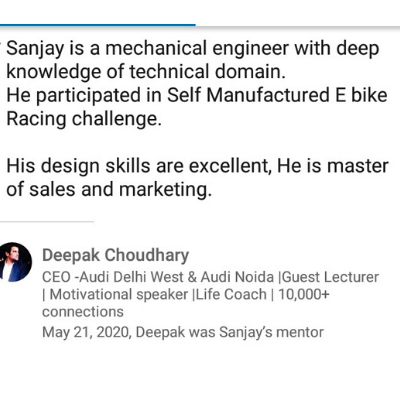 Sanjay is a mechanical engineer with deep
knowledge of technical domain.
He participated in Self Manufactured E bike
Racing challenge.
His design skills are excellent, He is master
of sales and marketing.
Deepak Choudhary
CEO -Audi Delhi West & Audi Noida |Guest Lecturer
| Motivational speaker |Life Coach | 10,000+
connections
May 21, 2020, Deepak was Sanjay's mentor